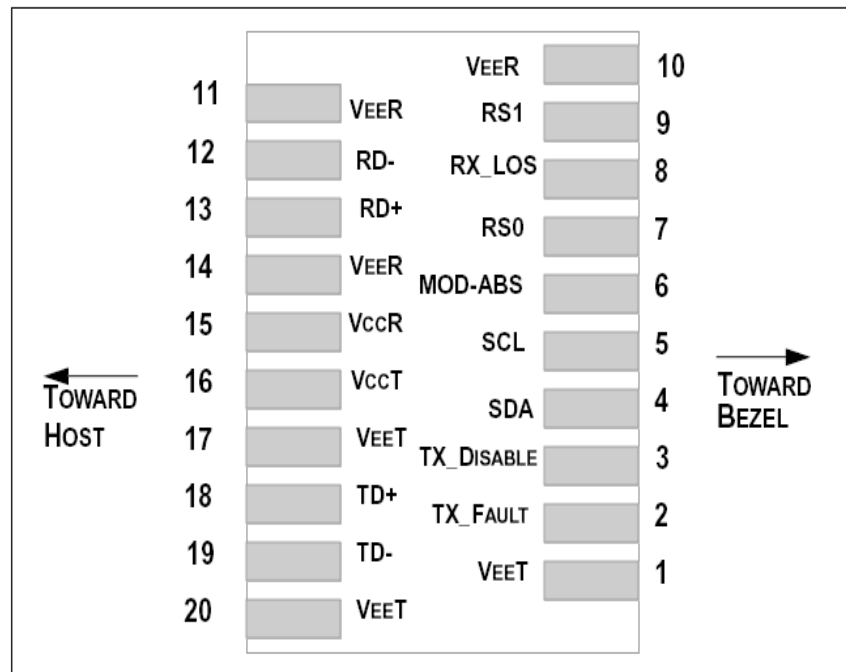 VEER 10
11 VEER
RS1 9
12 RD-
RX_LOS 8
13 RD+
RS0 7
14 VEER
MOD-ABS 6
15 VCCR
SCL 5
16 VCCT
TOWARD HOST
TOWARD BEZEL
SDA 4
17 VEET
TX_DISABLE 3
18 TD+
TX_FAULT 2
19 TD-
VEET 1
20 VEET